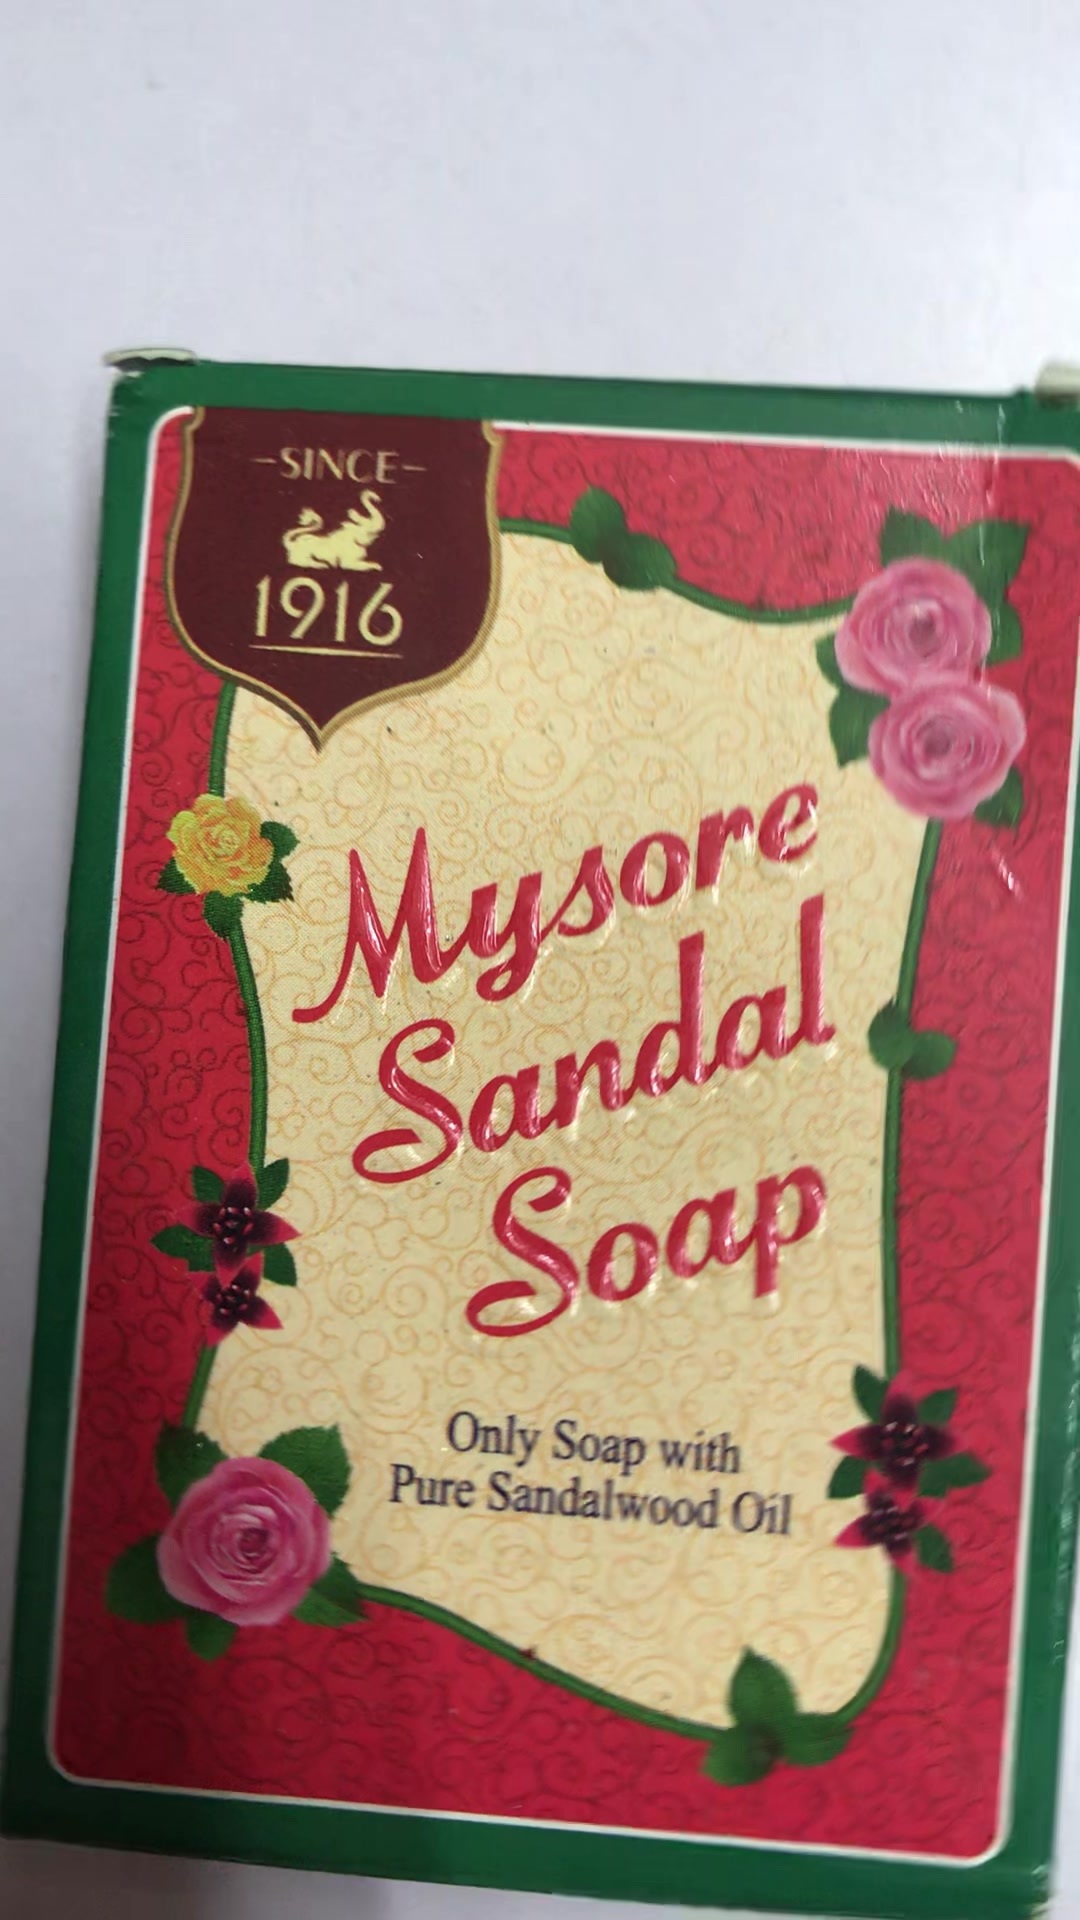 -SINCE-
1916
Mysore
Sandal
Soap
Only Soap with
Pure Sandalwood Oil